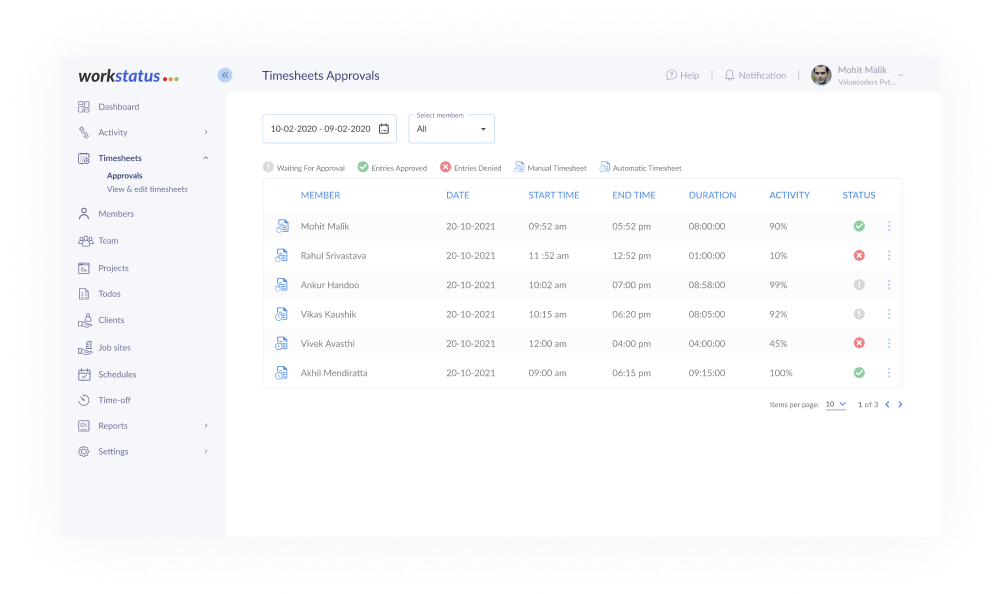 workstatus
Timesheets Approvals
Help | Notification | Mohit Malik
Valuecoders Pvt...
Dashboard
Activity
Timesheets
Approvals
View & edit timesheets
Members
Team
Projects
Todos
Clients
Job sites
Schedules
Time-off
Reports
Settings
Select members
10-02-2020 - 09-02-2020 All
Waiting For Approval Entries Approved Entries Denied Manual Timesheet Automatic Timesheet
MEMBER DATE START TIME END TIME DURATION ACTIVITY STATUS
Mohit Malik 20-10-2021 09:52 am 05:52 pm 08:00:00 90%
Rahul Srivastava 20-10-2021 11 :52 am 12:52 pm 01:00:00 10%
Ankur Handoo 20-10-2021 10:02 am 07:00 pm 08:58:00 99%
Vikas Kaushik 20-10-2021 10:15 am 06:20 pm 08:05:00 92%
Vivek Avasthi 20-10-2021 12:00 am 04:00 pm 04:00:00 45%
Akhil Mendiratta 20-10-2021 09:00 am 06:15 pm 09:15:00 100%
Items per page: 10 1 of 3